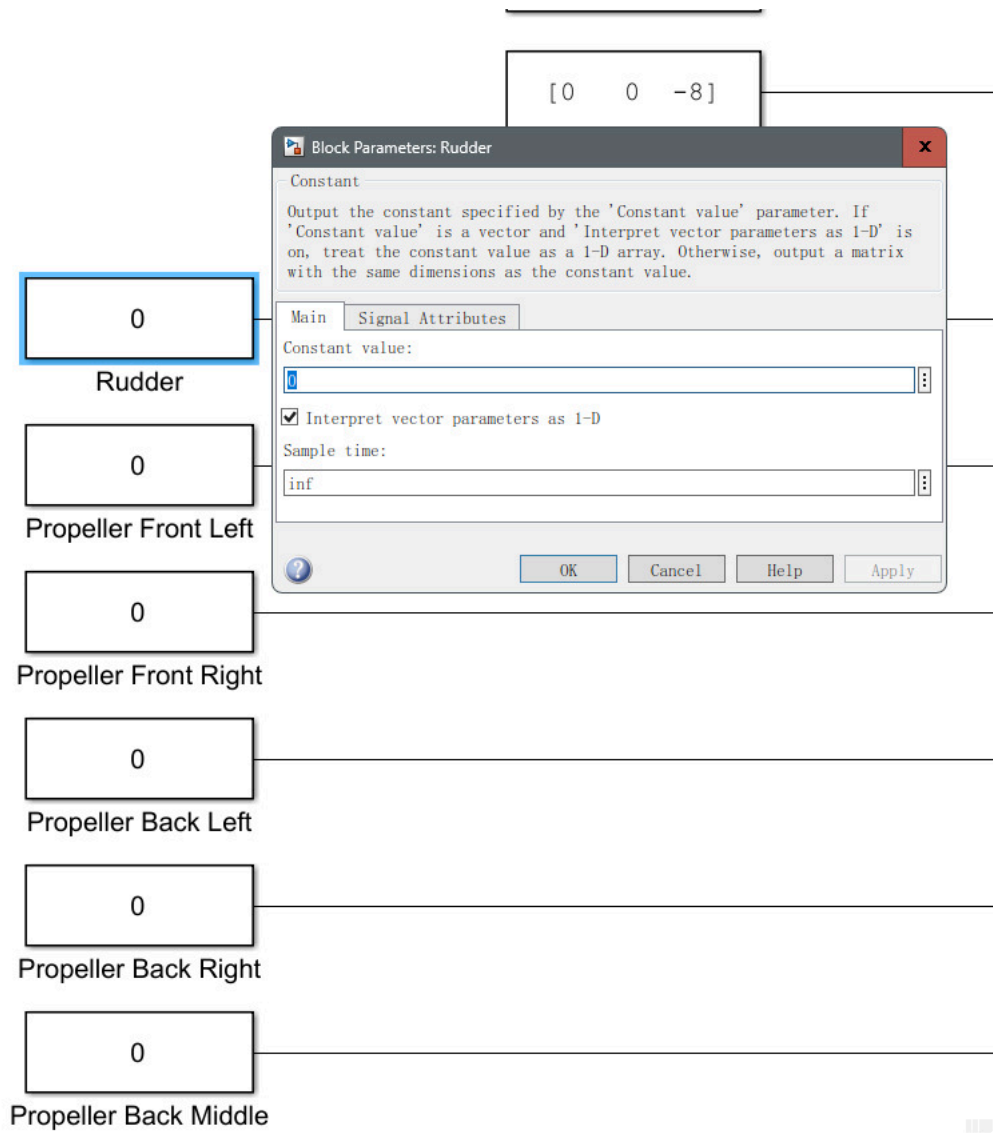 [0 0 -8]
Block Parameters: Rudder
x
Constant
Output the constant specified by the 'Constant value' parameter. If
'Constant value' is a vector and 'Interpret vector parameters as 1-D' is
on, treat the constant value as a 1-D array. Otherwise, output a matrix
with the same dimensions as the constant value.
Main Signal Attributes
Constant value:
0
Interpret vector parameters as 1-D
Sample time:
inf
OK Cancel Help Apply
0
Rudder
0
Propeller Front Left
0
Propeller Front Right
0
Propeller Back Left
0
Propeller Back Right
0
Propeller Back Middle